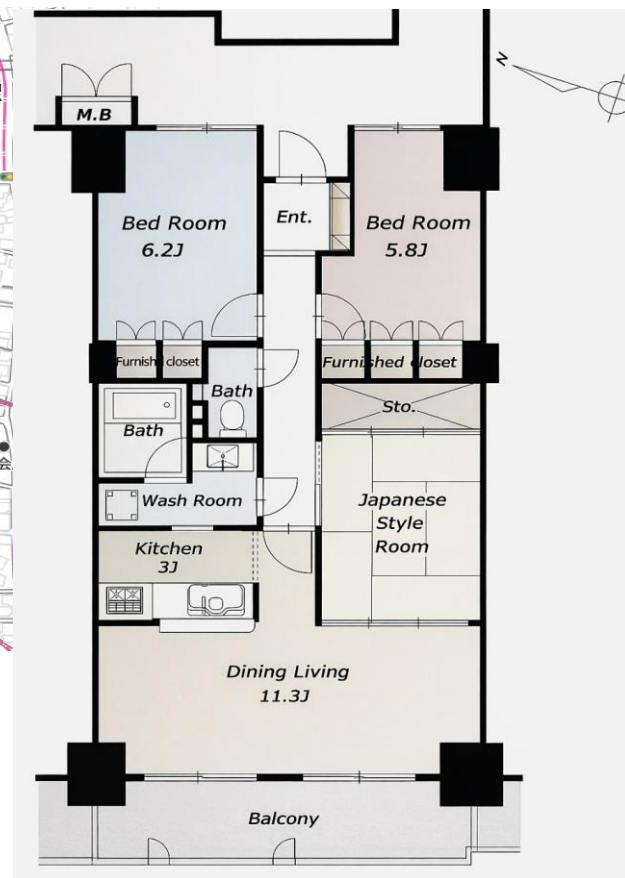 N
M.B
Bed Room
6.2J
Ent.
Bed Room
5.8J
Furnish closet
Furnished closet
Bath
Bath
Sto.
Wash Room
Japanese
Style
Room
Kitchen
3J
Dining Living
11.3J
Balcony